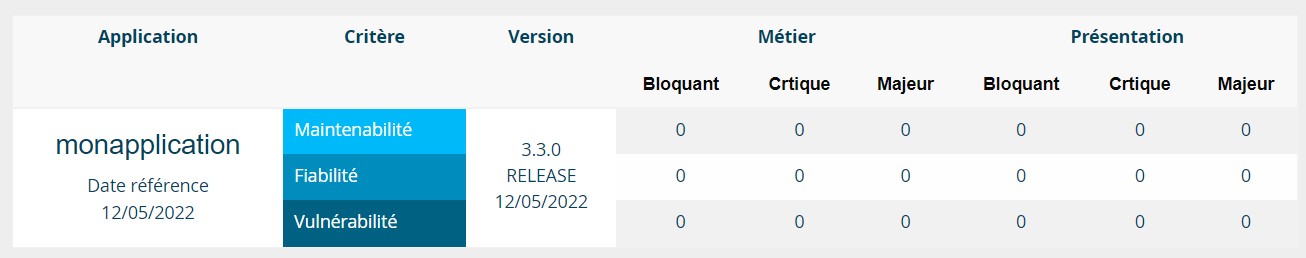 Application Critère Version Métier Présentation
Bloquant Crtique Majeur Bloquant Crtique Majeur
monapplication
Date référence
12/05/2022
Maintenabilité
Fiabilité
Vulnérabilité
3.3.0
RELEASE
12/05/2022
0 0 0 0 0 0
0 0 0 0 0 0
0 0 0 0 0 0